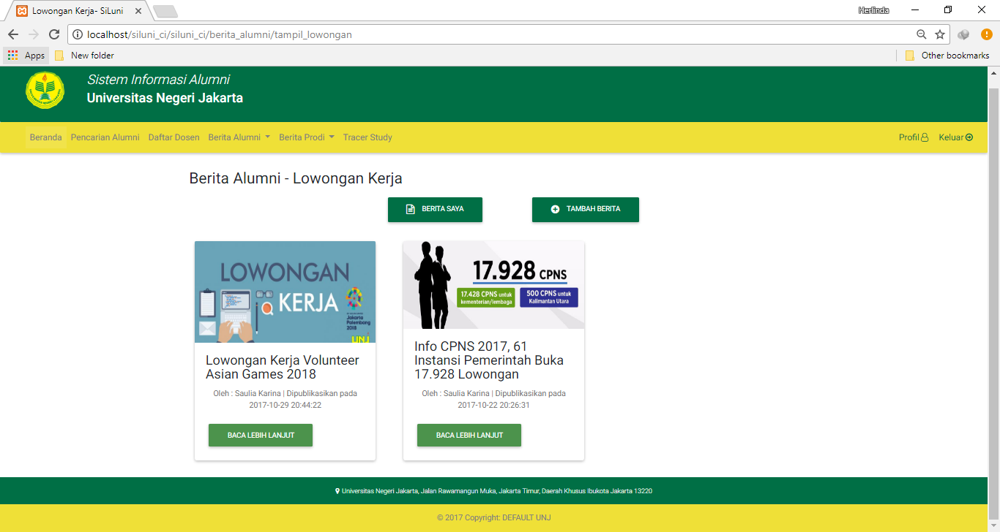 Lowongan Kerja- SiLuni
Herlinda
localhost/siluni_ci/siluni_ci/berita_alumni/tampil_lowongan
Apps New folder Other bookmarks
Sistem Informasi Alumni
Universitas Negeri Jakarta
Beranda Pencarian Alumni Daftar Dosen Berita Alumni Berita Prodi Tracer Study Profil Keluar
Berita Alumni - Lowongan Kerja
BERITA SAYA TAMBAH BERITA
LOWONGAN
KERJA
Jakarta
Palembang
2018
UNJ
Lowongan Kerja Volunteer
Asian Games 2018
Oleh : Saulia Karina | Dipublikasikan pada
2017-10-29 20:44:22
BACA LEBIH LANJUT
17.928 CPNS
17.428 CPNS untuk
kementerian/lembaga
500 CPNS untuk
Kalimantan Utara
Info CPNS 2017, 61
Instansi Pemerintah Buka
17.928 Lowongan
Oleh : Saulia Karina | Dipublikasikan pada
2017-10-22 20:26:31
BACA LEBIH LANJUT
Universitas Negeri Jakarta, Jalan Rawamangun Muka, Jakarta Timur, Daerah Khusus Ibukota Jakarta 13220
© 2017 Copyright: DEFAULT UNJ